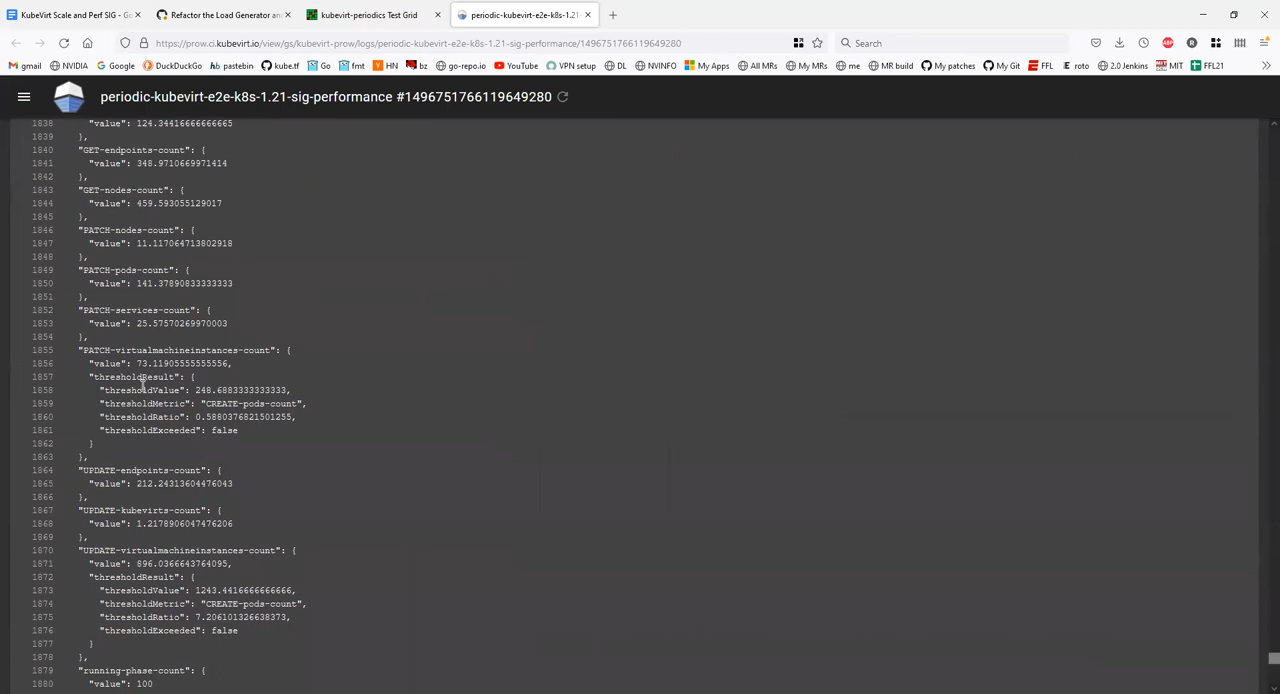 KubeVirt Scale and Perf SIG - Go
Refactor the Load Generator and
kubevirt-periodics Test Grid
periodic-kubevirt-e2e-k8s-1.21-
https://prow.ci.kubevirt.io/view/gs/kubevirt-prow/logs/periodic-kubevirt-e2e-k8s-1.21-sig-performance/1496751766119649280
Search
gmail NVIDIA Google DuckDuckGo hb pastebin kube.tf Go fmt HN bz go-repo.io YouTube VPN setup DL NVINFO My Apps All MRs My MRs me MR build My patches My Git FFL roto 2.0 Jenkins MIT FFL21
periodic-kubevirt-e2e-k8s-1.21-sig-performance #1496751766119649280
1838 "value": 124.34416666666665
1839 },
1840 "GET-endpoints-count": {
1841 "value": 348.9710669971414
1842 },
1843 "GET-nodes-count": {
1844 "value": 459.593055129017
1845 },
1846 "PATCH-nodes-count": {
1847 "value": 11.117064713802918
1848 },
1849 "PATCH-pods-count": {
1850 "value": 141.37890833333333
1851 },
1852 "PATCH-services-count": {
1853 "value": 25.57570269970003
1854 },
1855 "PATCH-virtualmachineinstances-count": {
1856 "value": 73.11905555555556,
1857 "thresholdResult": {
1858 "thresholdValue": 248.6883333333333,
1859 "thresholdMetric": "CREATE-pods-count",
1860 "thresholdRatio": 0.5880376821501255,
1861 "thresholdExceeded": false
1862 }
1863 },
1864 "UPDATE-endpoints-count": {
1865 "value": 212.24313604476043
1866 },
1867 "UPDATE-kubevirts-count": {
1868 "value": 1.2178906047476206
1869 },
1870 "UPDATE-virtualmachineinstances-count": {
1871 "value": 896.0366643764095,
1872 "thresholdResult": {
1873 "thresholdValue": 1243.4416666666666,
1874 "thresholdMetric": "CREATE-pods-count",
1875 "thresholdRatio": 7.206101326638373,
1876 "thresholdExceeded": false
1877 }
1878 },
1879 "running-phase-count": {
1880 "value": 100